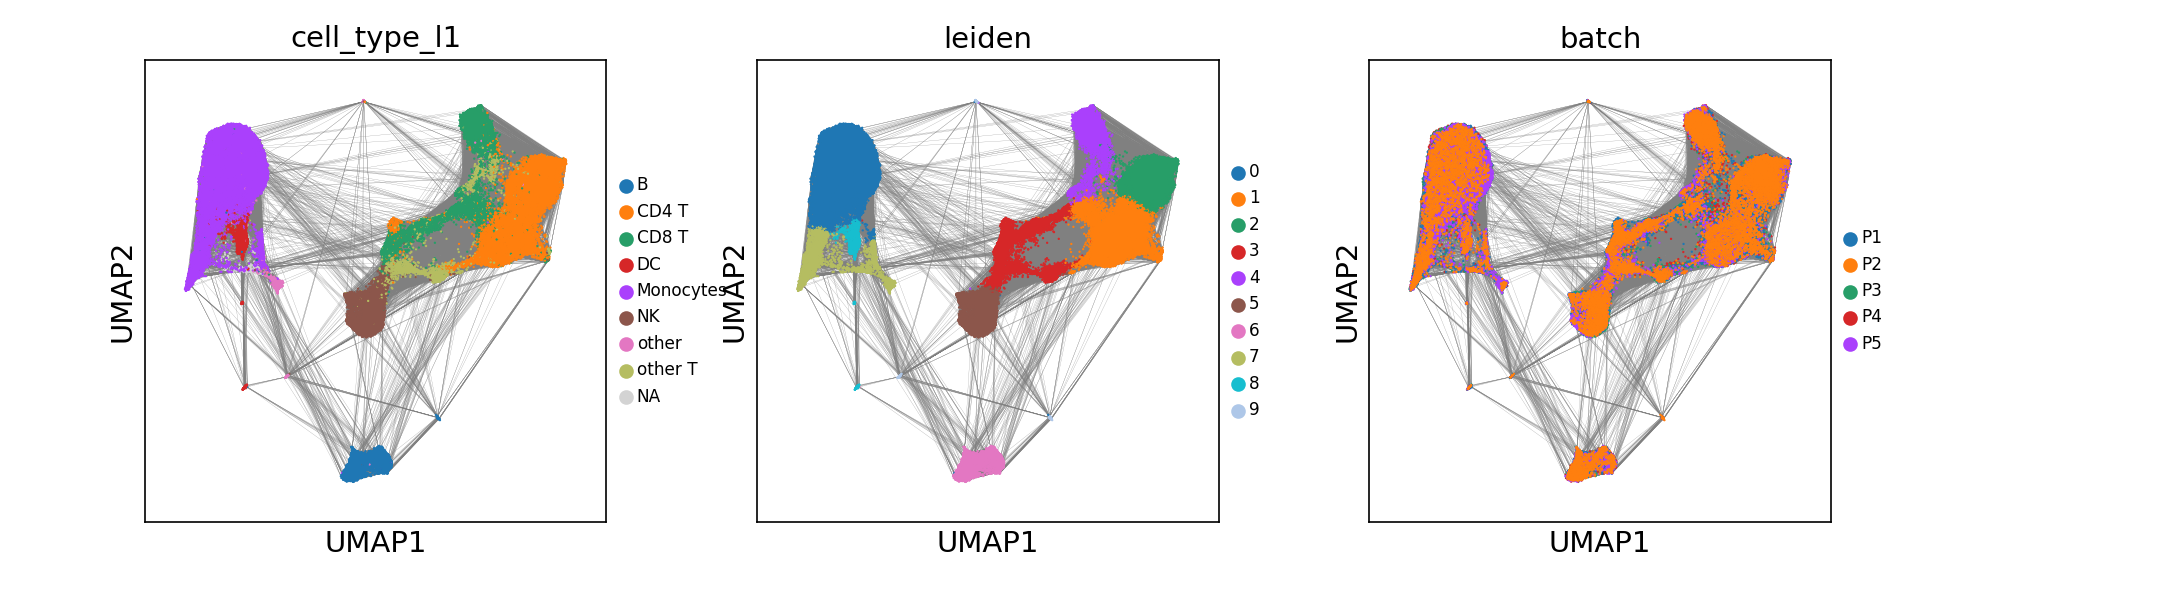 cell_type_l1
UMAP2
UMAP1
B
CD4 T
CD8 T
DC
Monocytes
NK
other
other T
NA
leiden
UMAP2
UMAP1
0
1
2
3
4
5
6
7
8
9
batch
UMAP2
UMAP1
P1
P2
P3
P4
P5